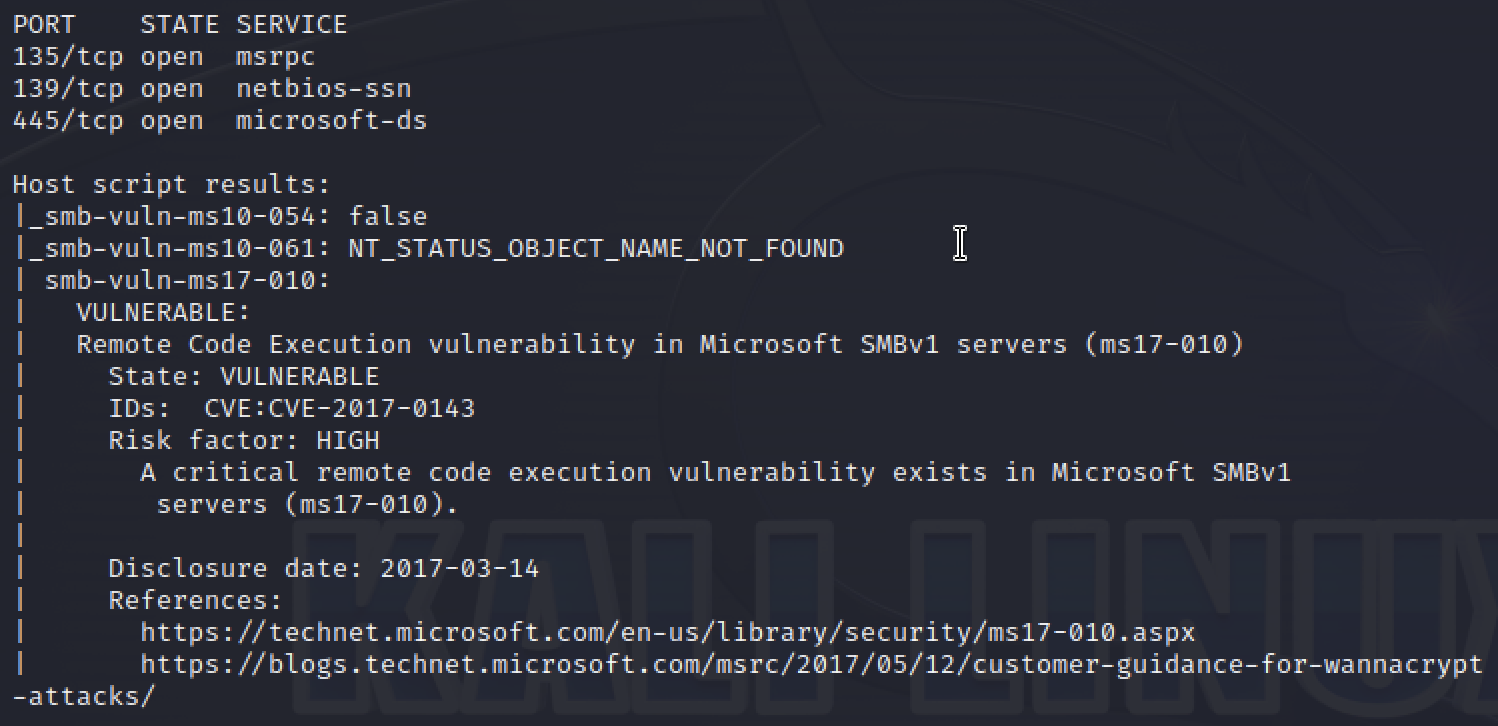 PORT    STATE SERVICE
135/tcp open  msrpc
139/tcp open  netbios-ssn
445/tcp open  microsoft-ds
Host script results:
|_smb-vuln-ms10-054: false
|_smb-vuln-ms10-061: NT_STATUS_OBJECT_NAME_NOT_FOUND
| smb-vuln-ms17-010:
|   VULNERABLE:
|   Remote Code Execution vulnerability in Microsoft SMBv1 servers (ms17-010)
|     State: VULNERABLE
|     IDs:  CVE:CVE-2017-0143
|     Risk factor: HIGH
|       A critical remote code execution vulnerability exists in Microsoft SMBv1
|        servers (ms17-010).
|
|     Disclosure date: 2017-03-14
|     References:
|       https://technet.microsoft.com/en-us/library/security/ms17-010.aspx
|       https://blogs.technet.microsoft.com/msrc/2017/05/12/customer-guidance-for-wannacrypt
-attacks/
KALI LINUX